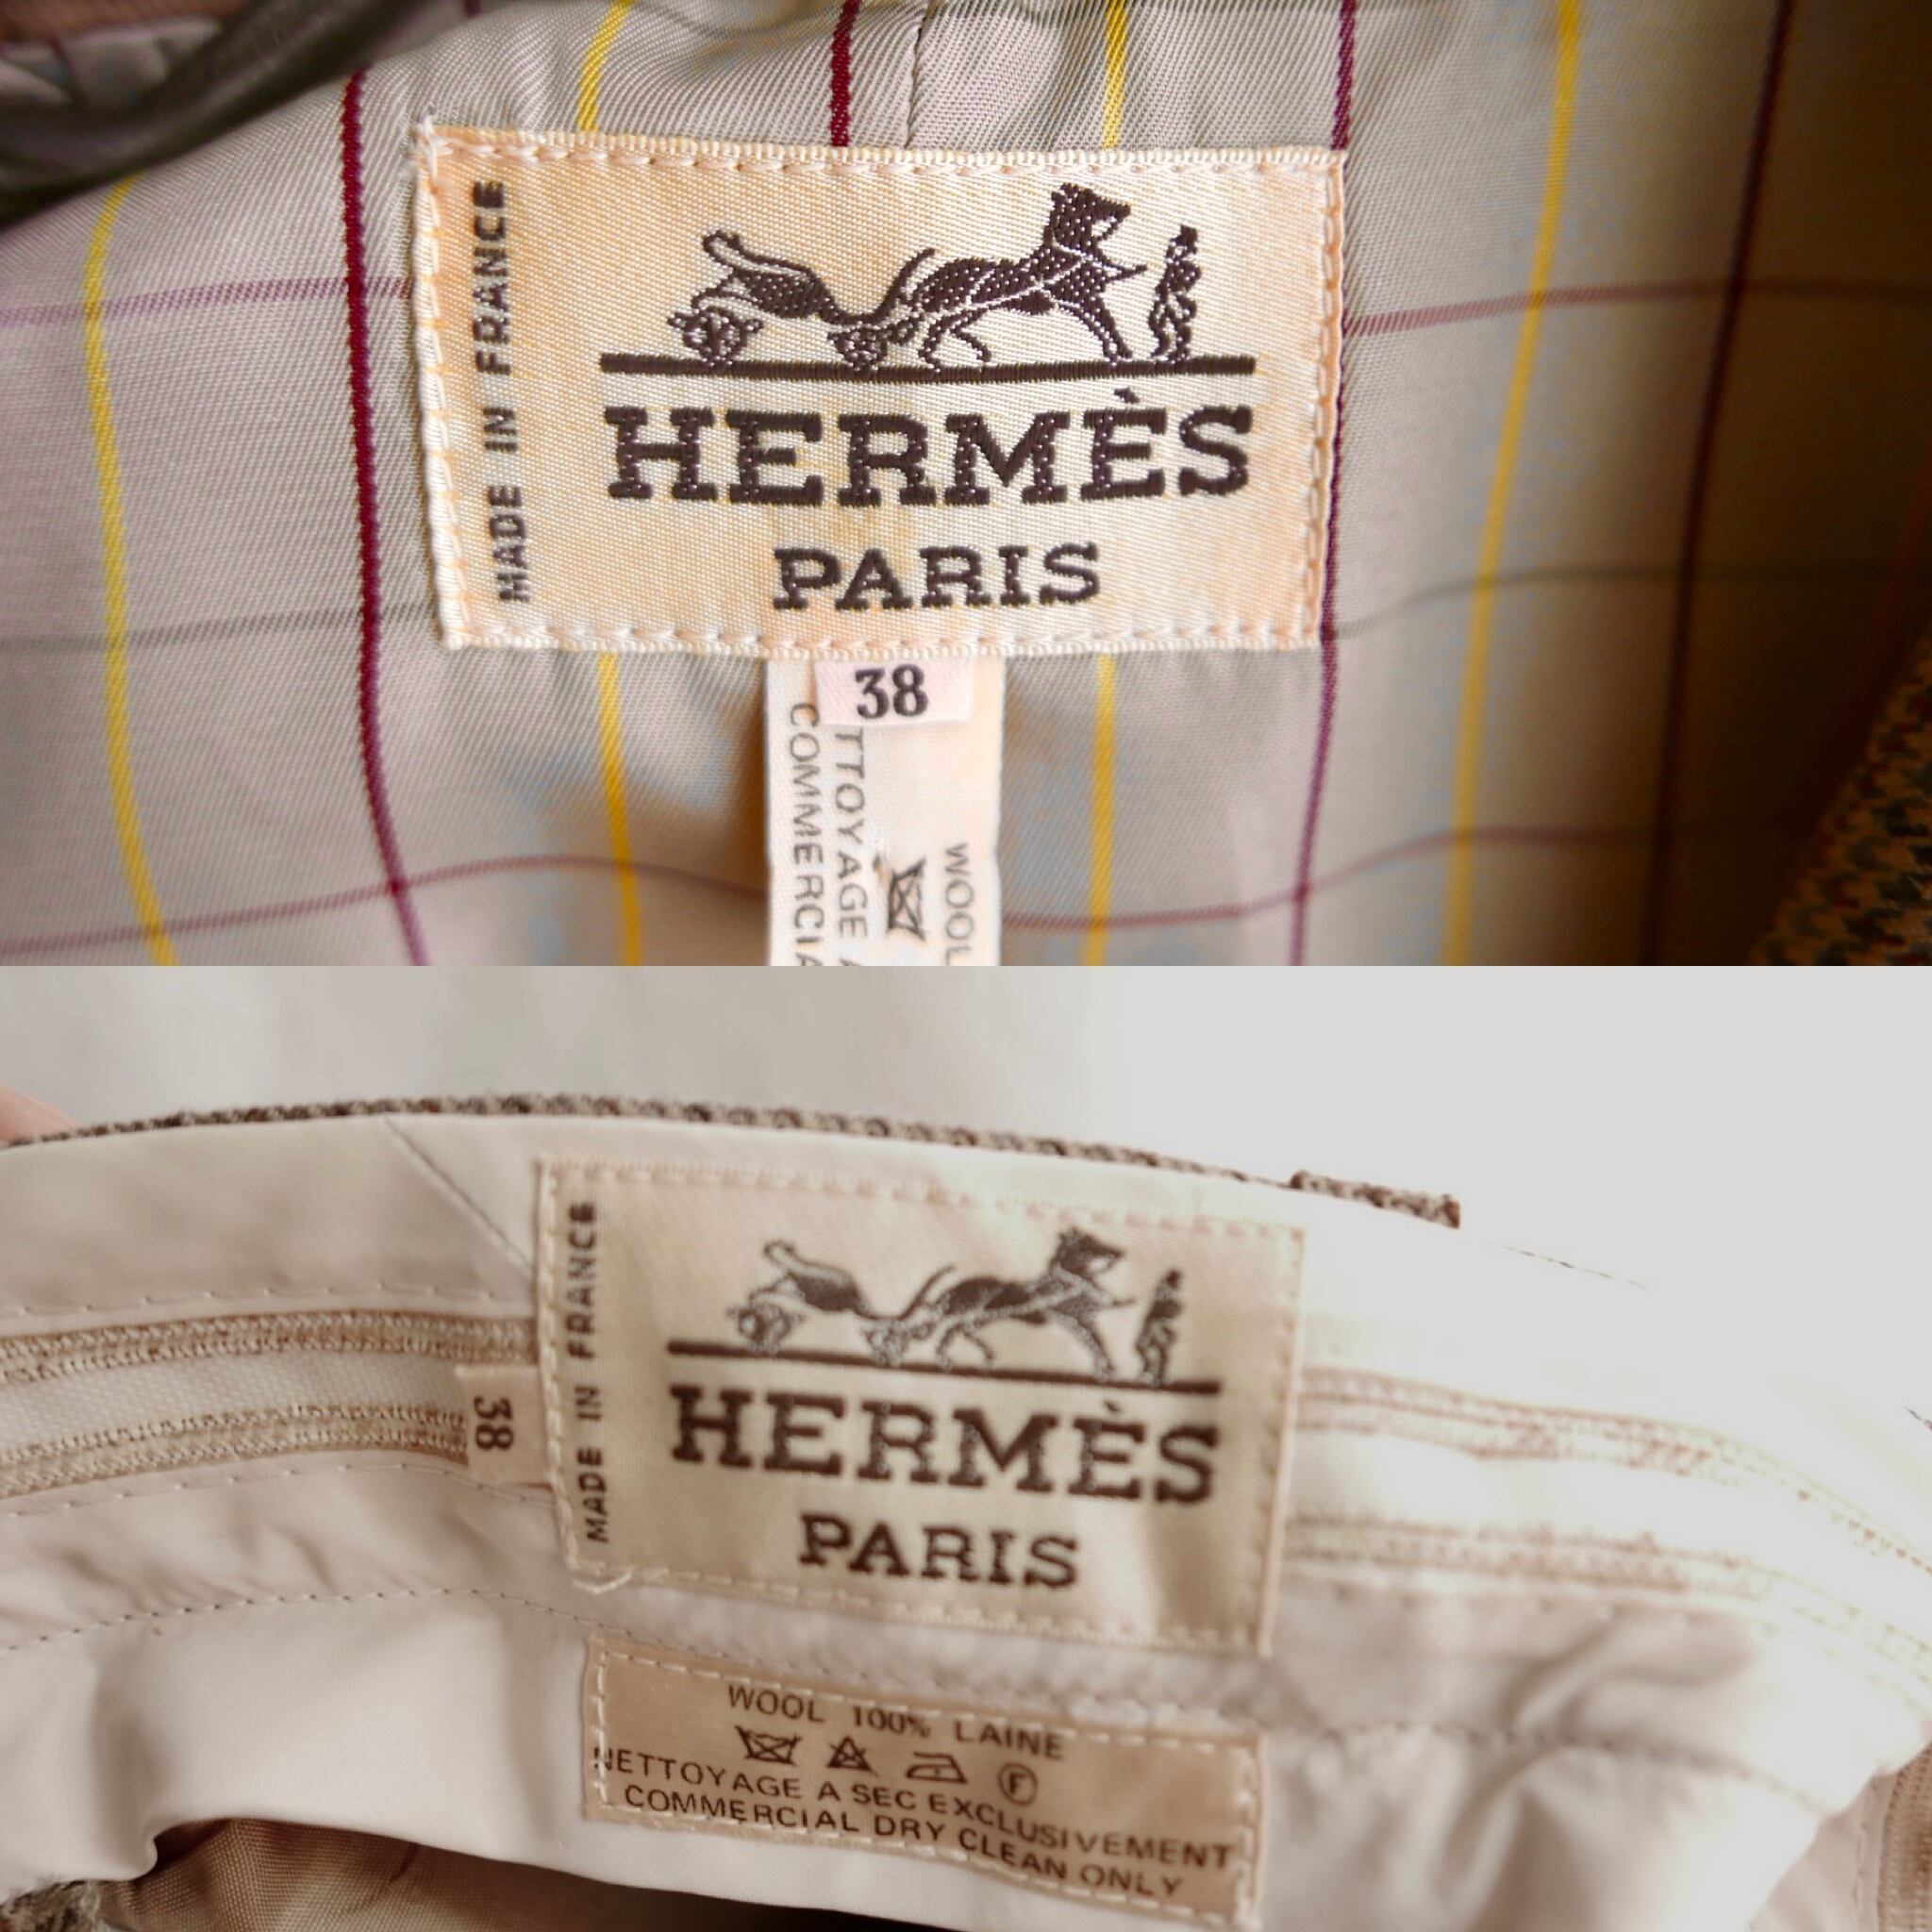 MADE IN FRANCE
HERMÈS
PARIS
38
WOOL
TTOYAGE
COMMERCIA
MADE IN FRANCE
HERMÈS
PARIS
38
WOOL 100% LAINE
F
NETTOYAGE A SEC EXCLUSIVEMENT
COMMERCIAL DRY CLEAN ONLY